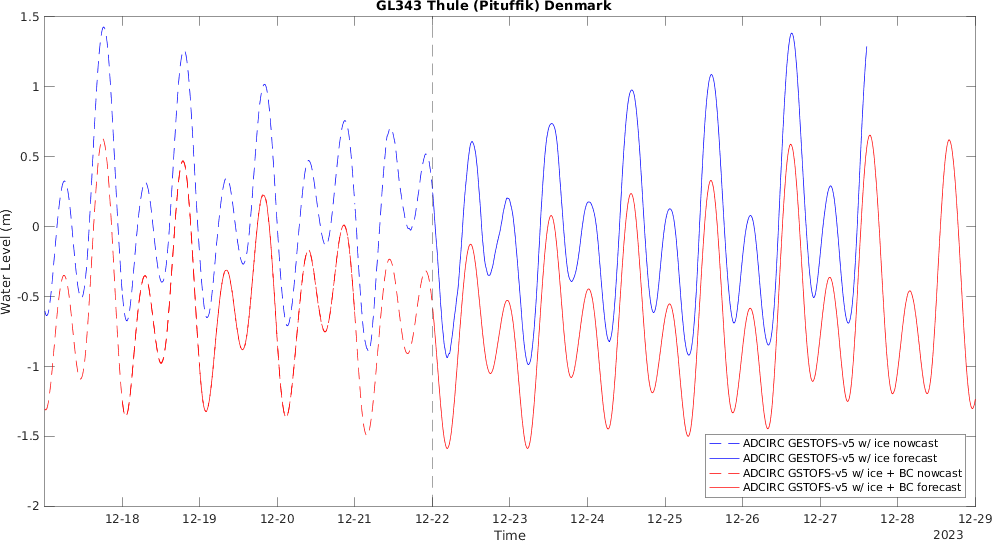 GL343 Thule (Pituffik) Denmark
1.5
1
0.5
0
-0.5
-1
-1.5
-2
Water Level (m)
ADCIRC GESTOFS-v5 w/ ice nowcast
ADCIRC GESTOFS-v5 w/ ice forecast
ADCIRC GSTOFS-v5 w/ ice + BC nowcast
ADCIRC GSTOFS-v5 w/ ice + BC forecast
12-18 12-19 12-20 12-21 12-22 12-23 12-24 12-25 12-26 12-27 12-28 12-29
Time
2023